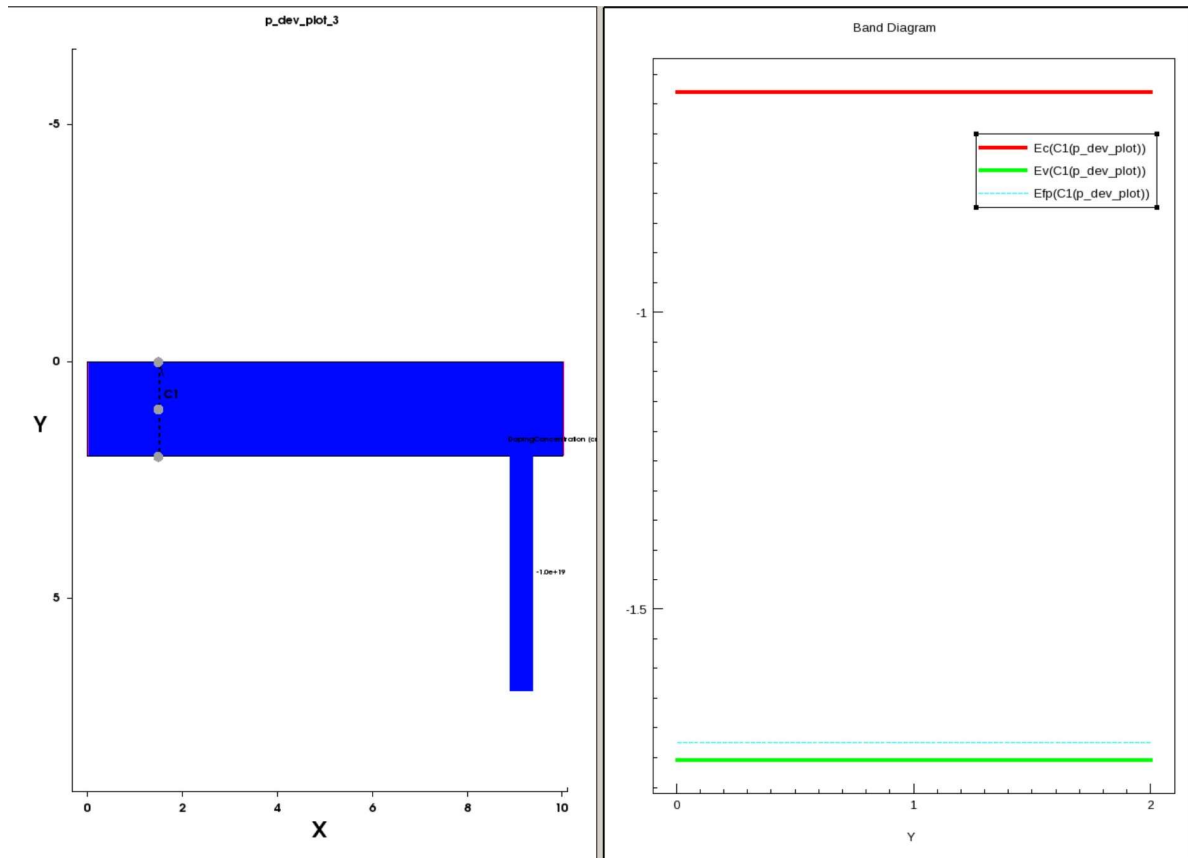 p_dev_plot_3
-5
0
Y
C1
5
-1.0e+19
0 2 4 6 8 10
X
Band Diagram
Ec(C1(p_dev_plot))
Ev(C1(p_dev_plot))
Efp(C1(p_dev_plot))
-1
-1.5
0 1 2
Y